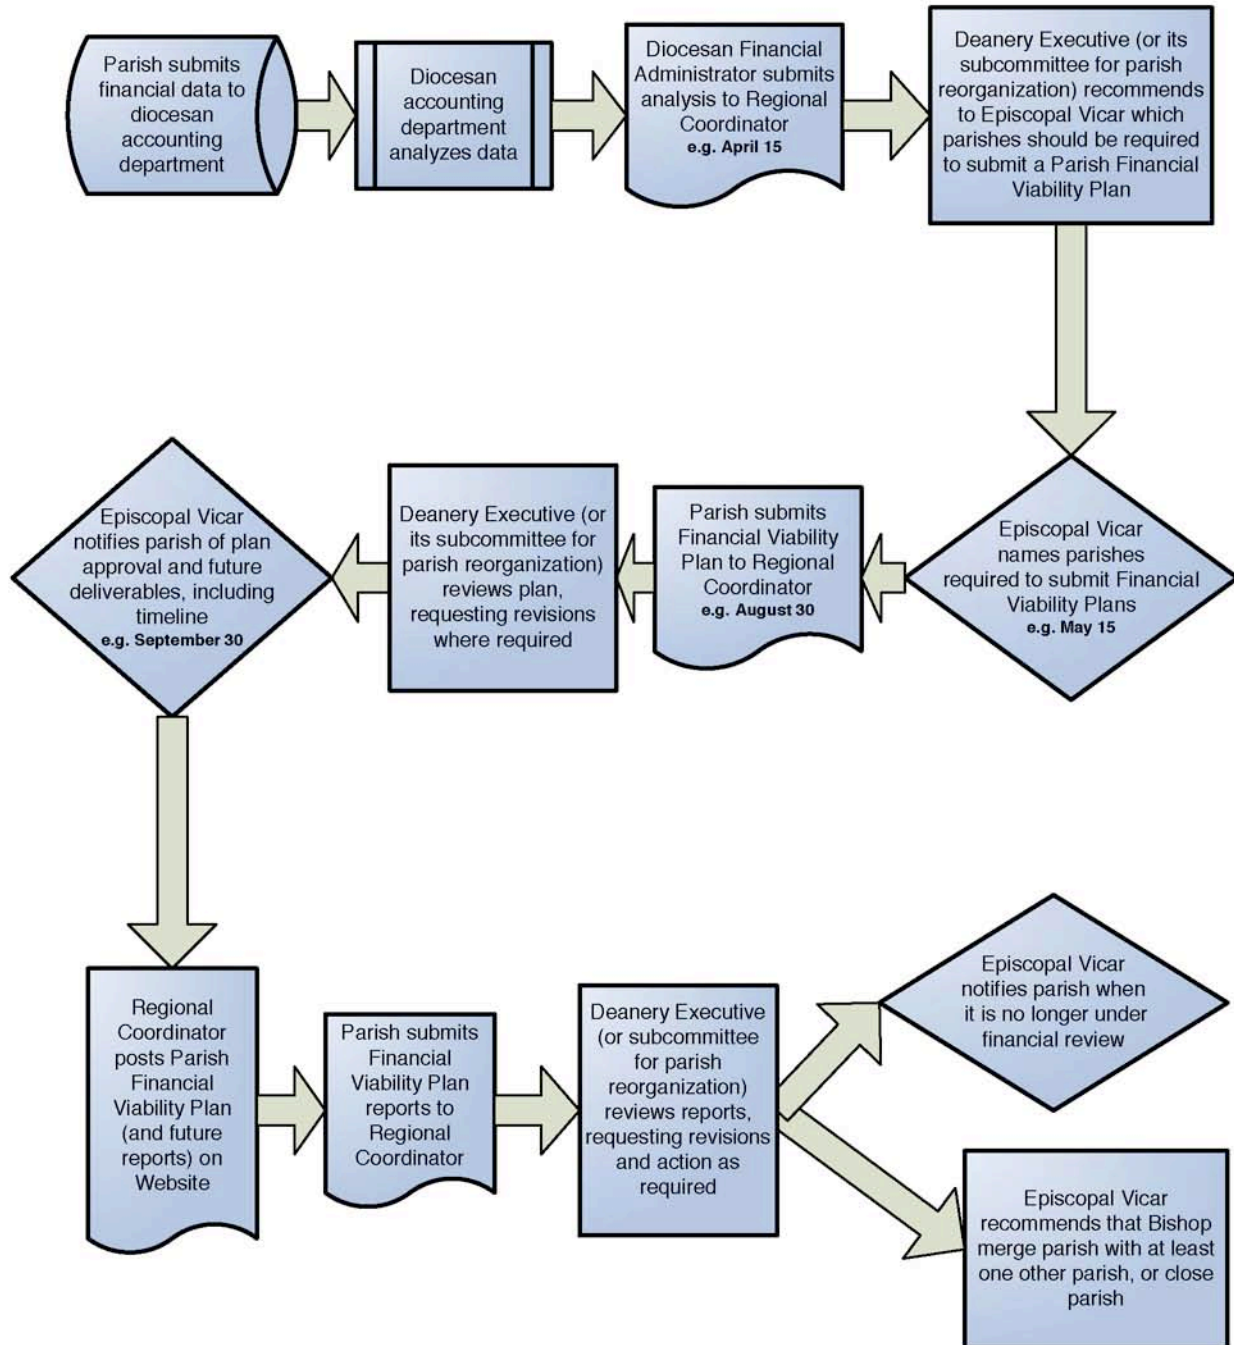 Parish submits
financial data to
diocesan
accounting
department
Diocesan
accounting
department
analyzes data
Diocesan Financial
Administrator submits
analysis to Regional
Coordinator
e.g. April 15
Deanery Executive (or its
subcommittee for parish
reorganization) recommends
to Episcopal Vicar which
parishes should be required
to submit a Parish Financial
Viability Plan
Episcopal Vicar
names parishes
required to submit Financial
Viability Plans
e.g. May 15
Parish submits
Financial Viability
Plan to Regional
Coordinator
e.g. August 30
Deanery Executive (or
its subcommittee for
parish reorganization)
reviews plan,
requesting revisions
where required
Episcopal Vicar
notifies parish of plan
approval and future
deliverables, including
timeline
e.g. September 30
Regional
Coordinator
posts Parish
Financial
Viability Plan
(and future
reports) on
Website
Parish submits
Financial
Viability Plan
reports to
Regional
Coordinator
Deanery Executive
(or subcommittee
for parish
reorganization)
reviews reports,
requesting revisions
and action as
required
Episcopal Vicar
notifies parish when
it is no longer under
financial review
Episcopal Vicar
recommends that Bishop
merge parish with at least
one other parish, or close
parish